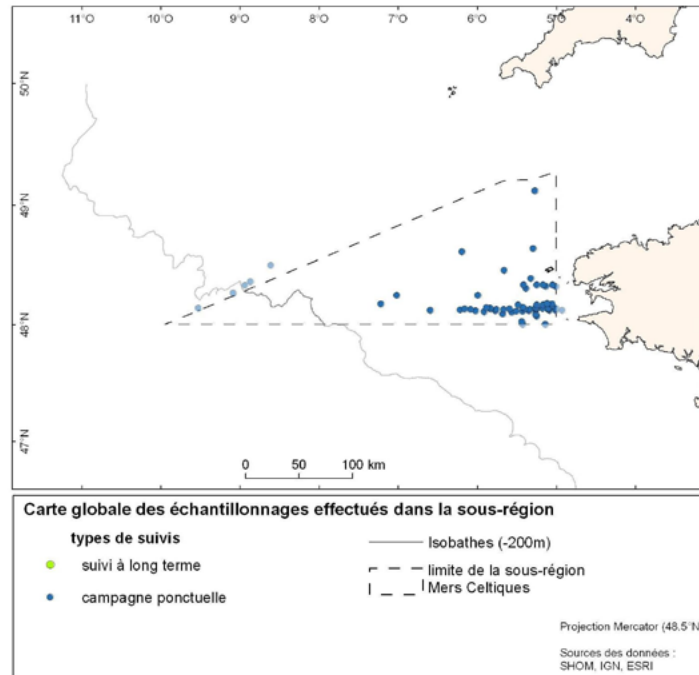 11°O 10°O 9°O 8°O 7°O 6°O 5°O 4°O
50°N
49°N
48°N
47°N
0 50 100 km
Carte globale des échantillonnages effectués dans la sous-région
types de suivis
suivi à long terme
campagne ponctuelle
Isobathes (-200m)
limite de la sous-région
Mers Celtiques
Projection Mercator (48.5°N
Sources des données :
SHOM, IGN, ESRI